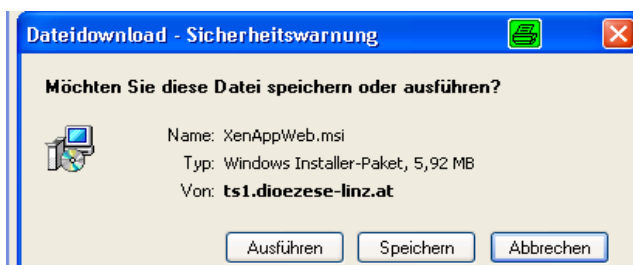 Dateidownload - Sicherheitswarnung
Möchten Sie diese Datei speichern oder ausführen?
Name: XenAppWeb.msi
Typ: Windows Installer-Paket, 5,92 MB
Von: ts1.dioezese-linz.at
Ausführen Speichern Abbrechen